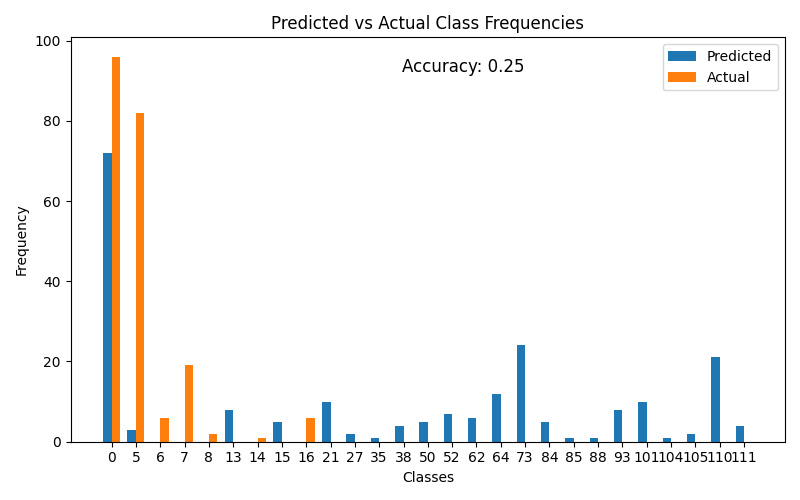 Predicted vs Actual Class Frequencies
Accuracy: 0.25
Predicted
Actual
Frequency
100
80
60
40
20
0
0 5 6 7 8 13 14 15 16 21 27 35 38 50 52 62 64 73 84 85 88 93 101 104 105 110 111
Classes